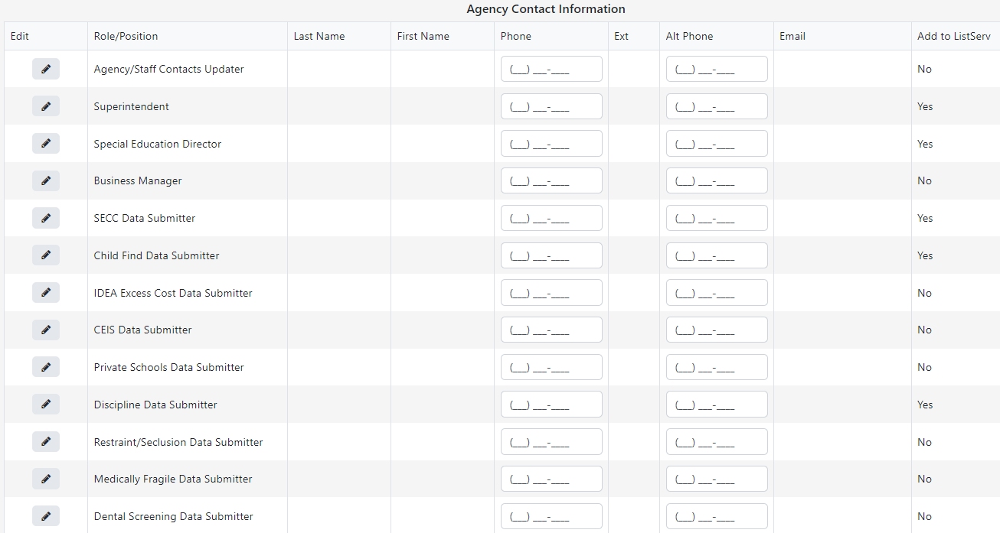 Agency Contact Information
Edit Role/Position Last Name First Name Phone Ext Alt Phone Email Add to ListServ
Agency/Staff Contacts Updater (___) ___-____ (___) ___-____ No
Superintendent (___) ___-____ (___) ___-____ Yes
Special Education Director (___) ___-____ (___) ___-____ Yes
Business Manager (___) ___-____ (___) ___-____ No
SECC Data Submitter (___) ___-____ (___) ___-____ Yes
Child Find Data Submitter (___) ___-____ (___) ___-____ Yes
IDEA Excess Cost Data Submitter (___) ___-____ (___) ___-____ No
CEIS Data Submitter (___) ___-____ (___) ___-____ No
Private Schools Data Submitter (___) ___-____ (___) ___-____ No
Discipline Data Submitter (___) ___-____ (___) ___-____ Yes
Restraint/Seclusion Data Submitter (___) ___-____ (___) ___-____ No
Medically Fragile Data Submitter (___) ___-____ (___) ___-____ No
Dental Screening Data Submitter (___) ___-____ (___) ___-____ No